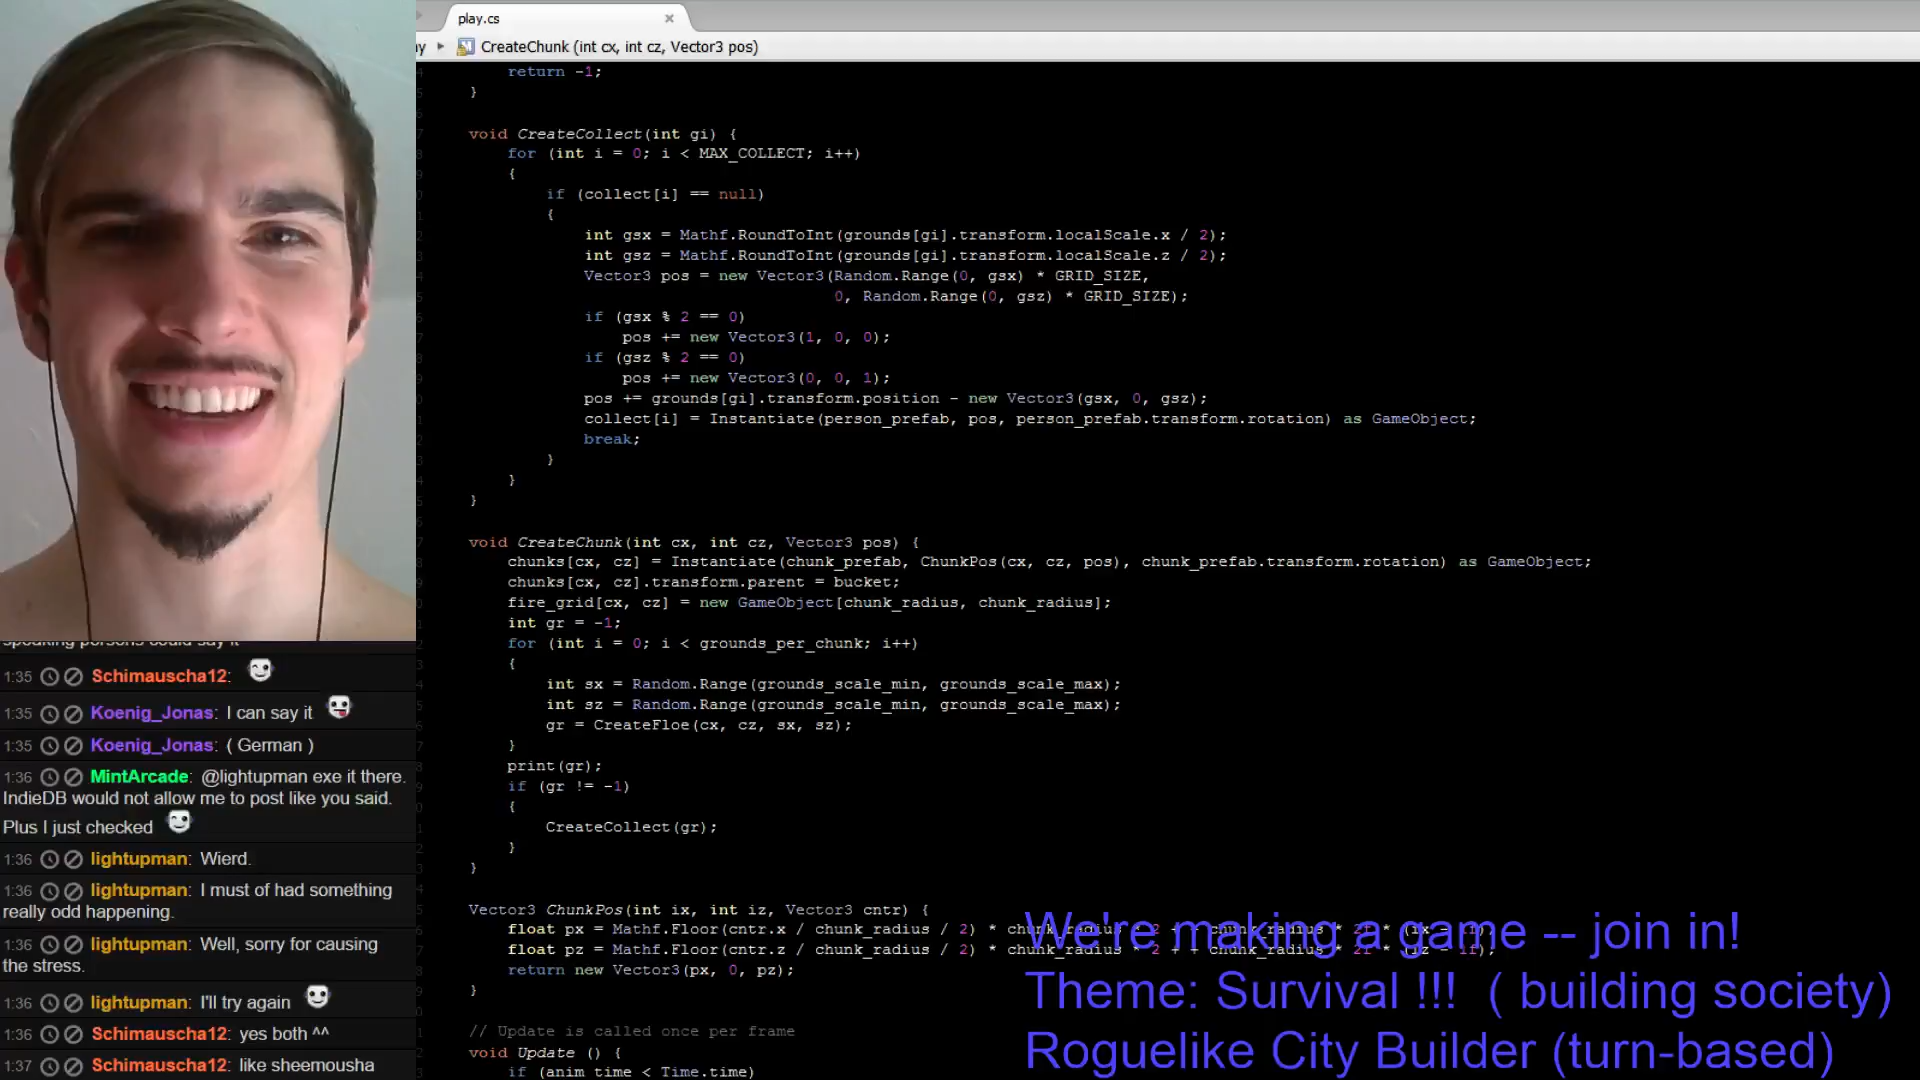 play.cs
CreateChunk (int cx, int cz, Vector3 pos)
return -1;
}
void CreateCollect(int gi) {
for (int i = 0; i < MAX_COLLECT; i++)
{
if (collect[i] == null)
{
int gsx = Mathf.RoundToInt(grounds[gi].transform.localScale.x / 2);
int gsz = Mathf.RoundToInt(grounds[gi].transform.localScale.z / 2);
Vector3 pos = new Vector3(Random.Range(0, gsx) * GRID_SIZE,
0, Random.Range(0, gsz) * GRID_SIZE);
if (gsx % 2 == 0)
pos += new Vector3(1, 0, 0);
if (gsz % 2 == 0)
pos += new Vector3(0, 0, 1);
pos += grounds[gi].transform.position - new Vector3(gsx, 0, gsz);
collect[i] = Instantiate(person_prefab, pos, person_prefab.transform.rotation) as GameObject;
break;
}
}
}
void CreateChunk(int cx, int cz, Vector3 pos) {
chunks[cx, cz] = Instantiate(chunk_prefab, ChunkPos(cx, cz, pos), chunk_prefab.transform.rotation) as GameObject;
chunks[cx, cz].transform.parent = bucket;
fire_grid[cx, cz] = new GameObject[chunk_radius, chunk_radius];
int gr = -1;
for (int i = 0; i < grounds_per_chunk; i++)
{
int sx = Random.Range(grounds_scale_min, grounds_scale_max);
int sz = Random.Range(grounds_scale_min, grounds_scale_max);
gr = CreateFloe(cx, cz, sx, sz);
}
print(gr);
if (gr != -1)
{
CreateCollect(gr);
}
}
Vector3 ChunkPos(int ix, int iz, Vector3 cntr) {
float px = Mathf.Floor(cntr.x / chunk_radius / 2) * chunk_radius * 2 + - chunk_radius * 2f * (ix - 1f);
float pz = Mathf.Floor(cntr.z / chunk_radius / 2) * chunk_radius * 2 + - chunk_radius * 2f * (iz - 1f);
return new Vector3(px, 0, pz);
}
// Update is called once per frame
void Update () {
if (anim_time < Time.time)
1:35 Schimauscha12:
1:35 Koenig_Jonas: I can say it
1:35 Koenig_Jonas: ( German )
1:36 MintArcade: @lightupman exe it there.
IndieDB would not allow me to post like you said.
Plus I just checked
1:36 lightupman: Wierd.
1:36 lightupman: I must of had something
really odd happening.
1:36 lightupman: Well, sorry for causing
the stress.
1:36 lightupman: I'll try again
1:36 Schimauscha12: yes both ^^
1:37 Schimauscha12: like sheemousha
We're making a game -- join in!
Theme: Survival !!! ( building society)
Roguelike City Builder (turn-based)